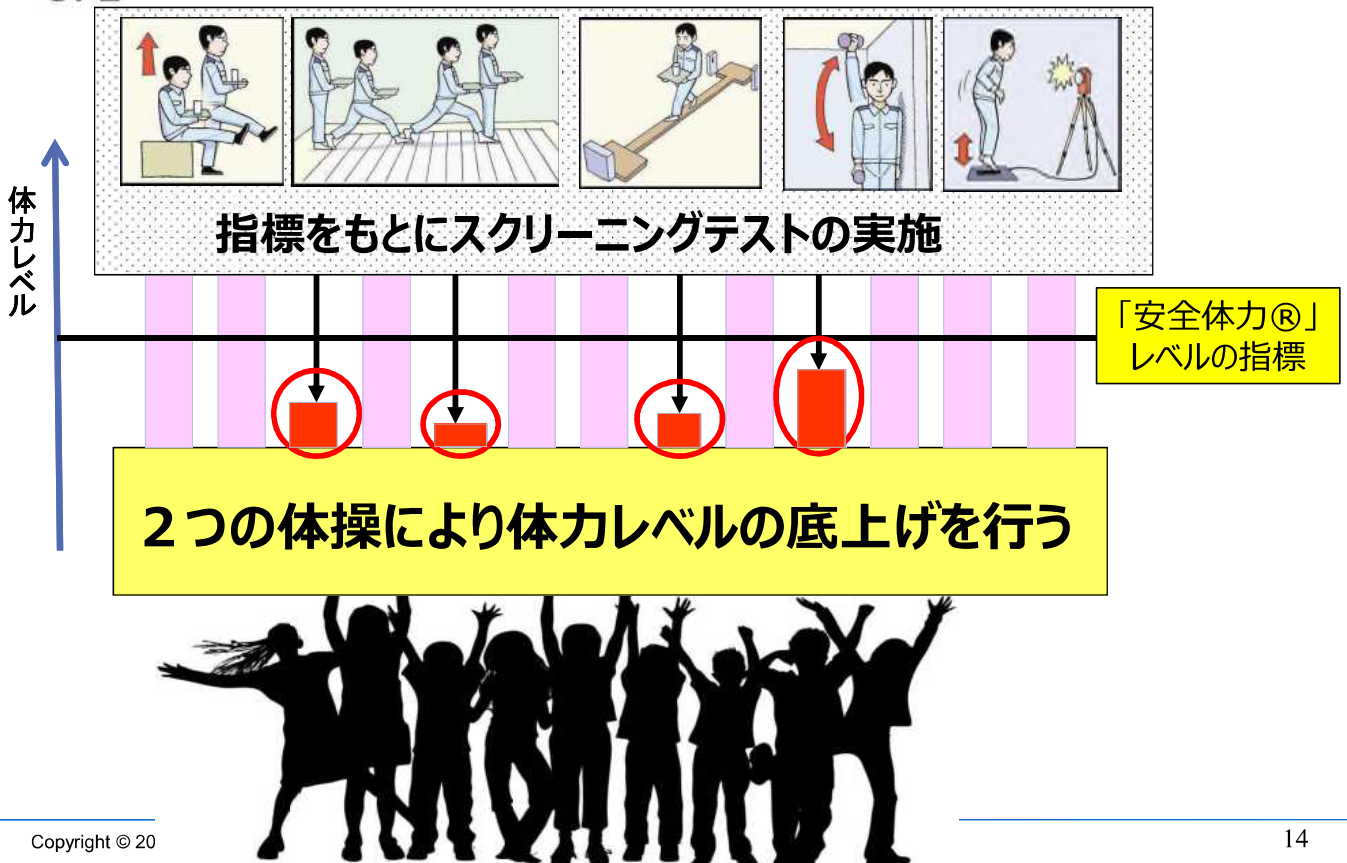 指標をもとにスクリーニングテストの実施
体力レベル
「安全体力®」
レベルの指標
２つの体操により体力レベルの底上げを行う
Copyright © 20
14